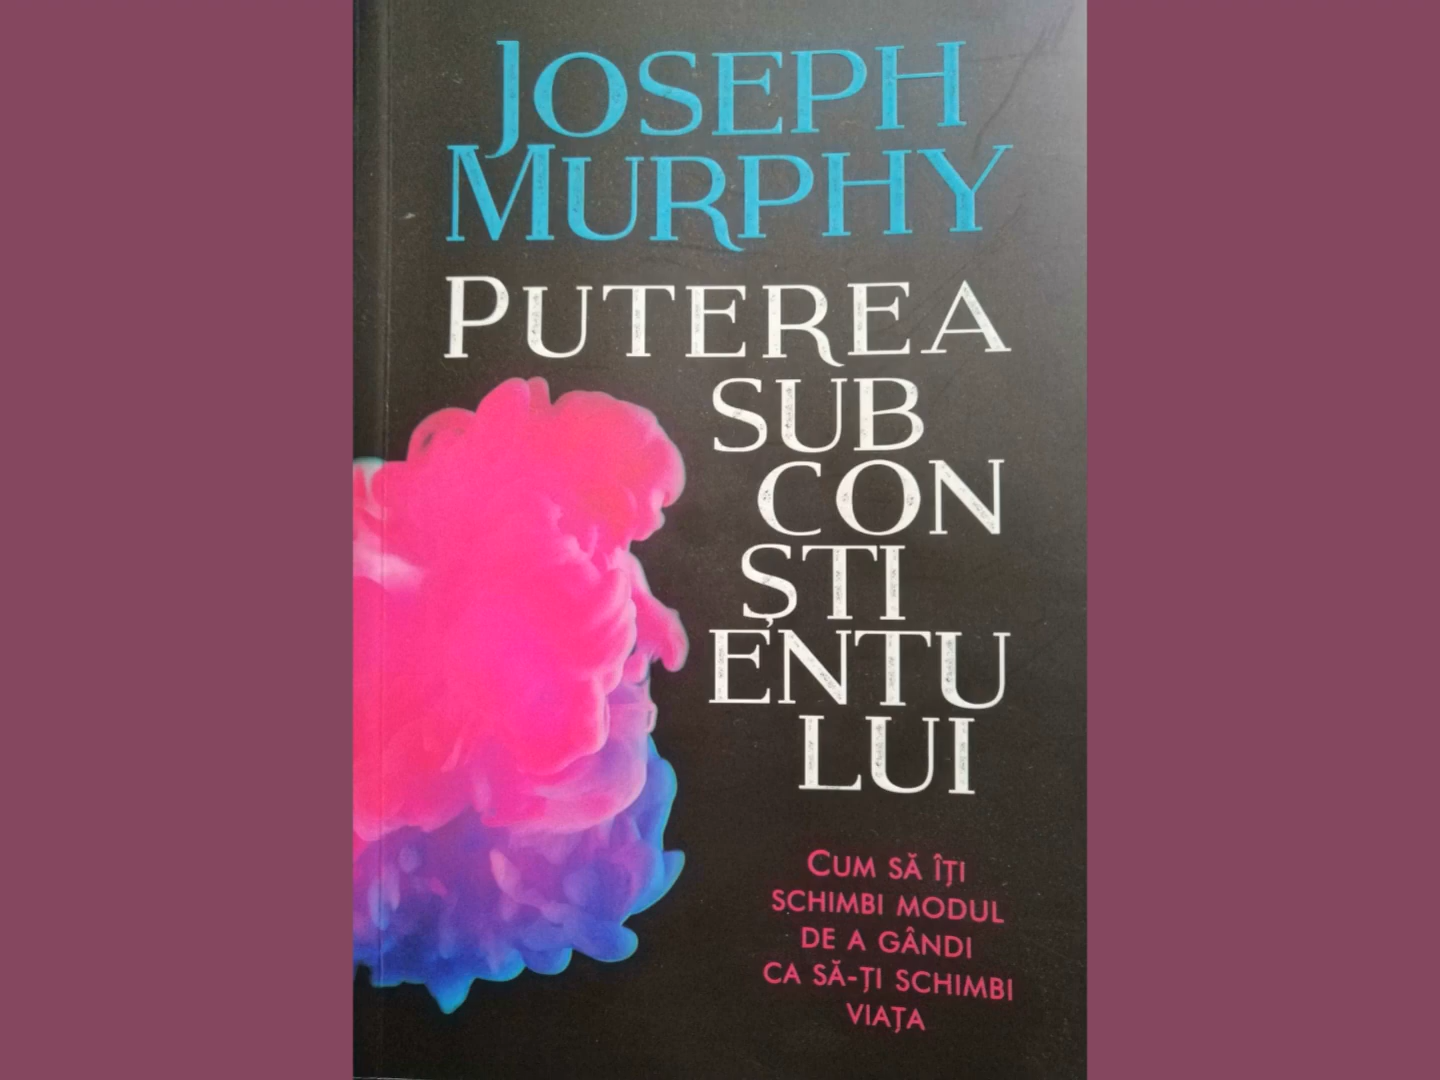 JOSEPH
MURPHY
PUTEREA
SUB
CON
ȘTI
ENTU
LUI
CUM SĂ ÎȚI
SCHIMBI MODUL
DE A GÂNDI
CA SĂ-ȚI SCHIMBI
VIAȚA